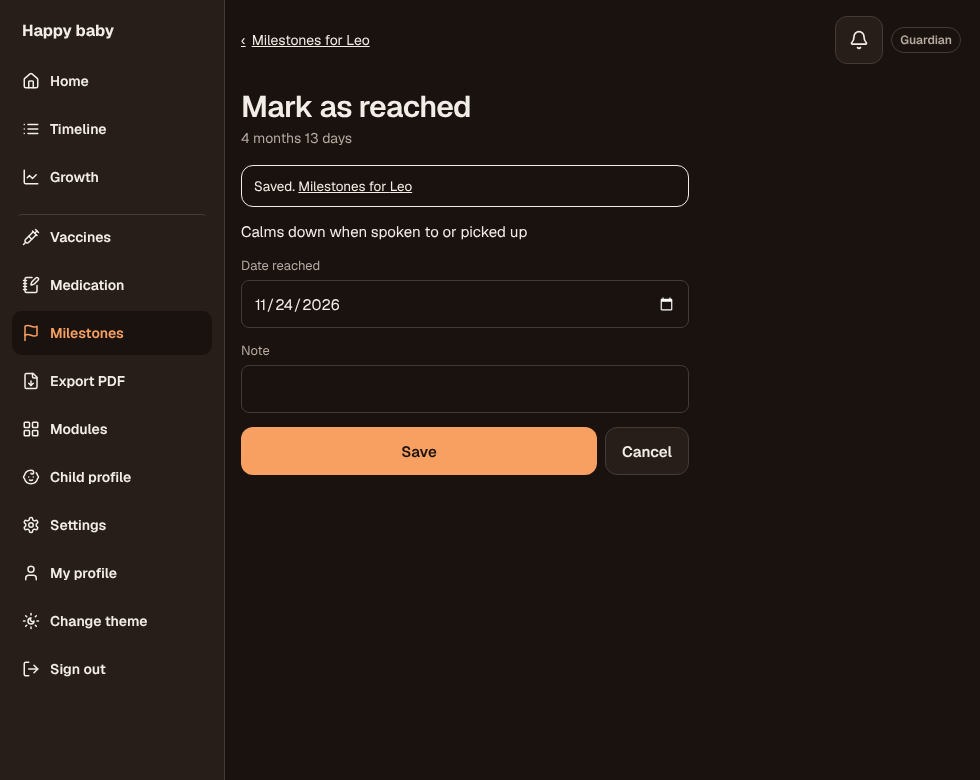 Happy baby
Home
Timeline
Growth
Vaccines
Medication
Milestones
Export PDF
Modules
Child profile
Settings
My profile
Change theme
Sign out
‹ Milestones for Leo
Guardian
Mark as reached
4 months 13 days
Saved. Milestones for Leo
Calms down when spoken to or picked up
Date reached
11/24/2026
Note
Save
Cancel